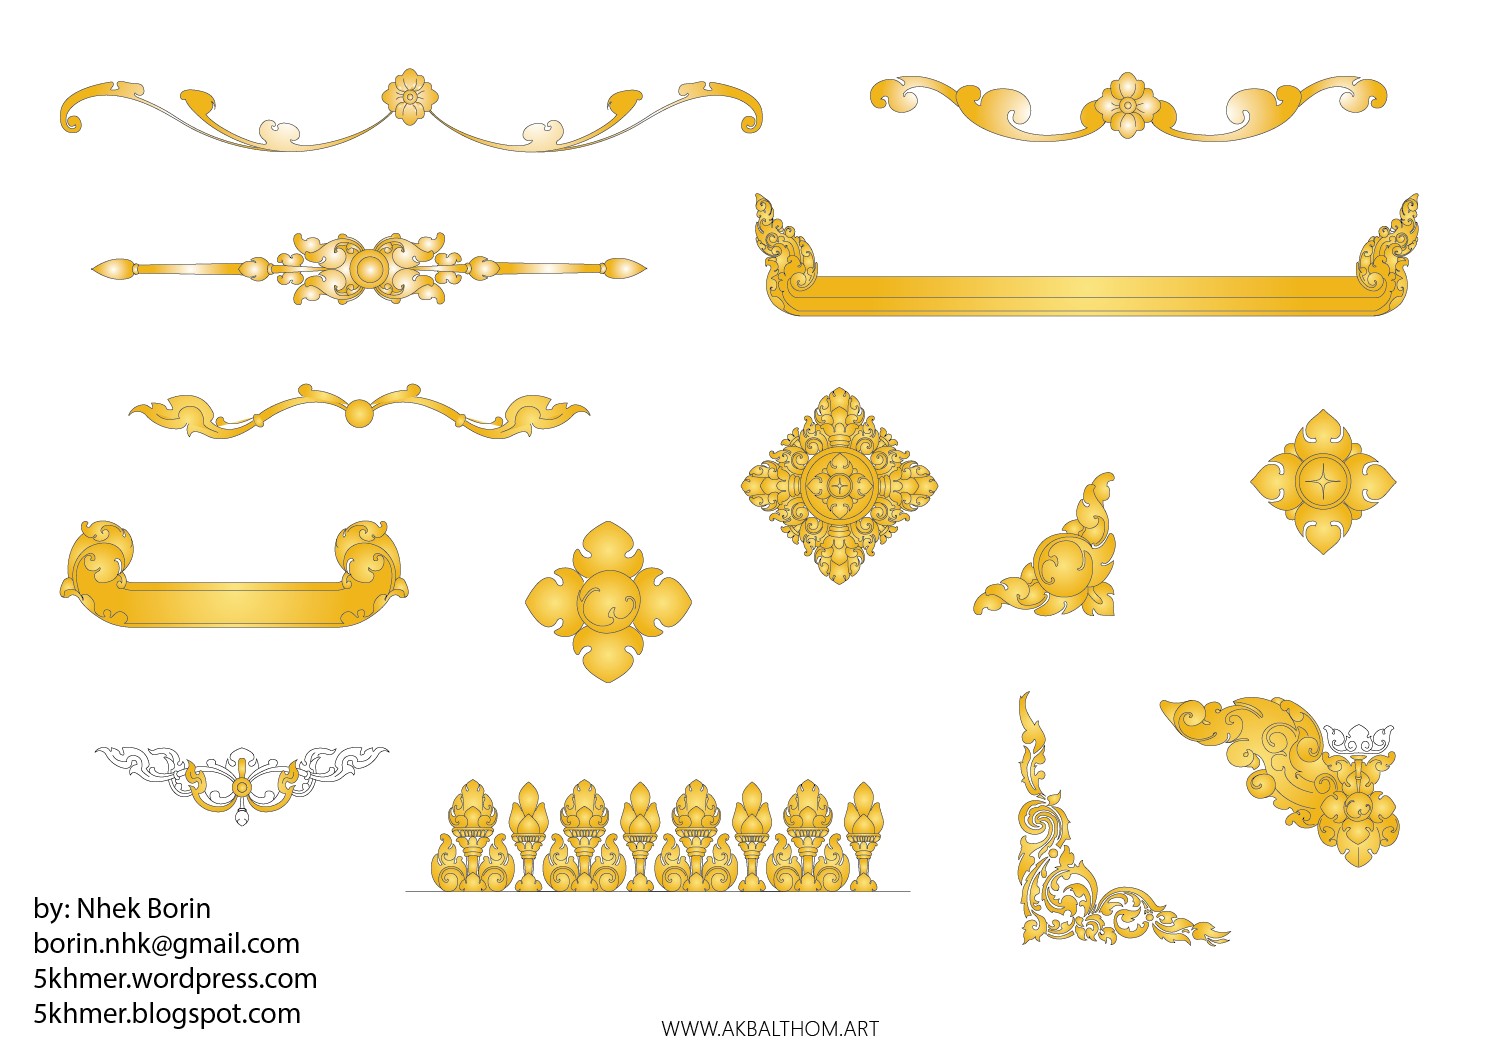 by: Nhek Borin
borin.nhk@gmail.com
5khmer.wordpress.com
5khmer.blogspot.com
WWW.AKBALTHOM.ART